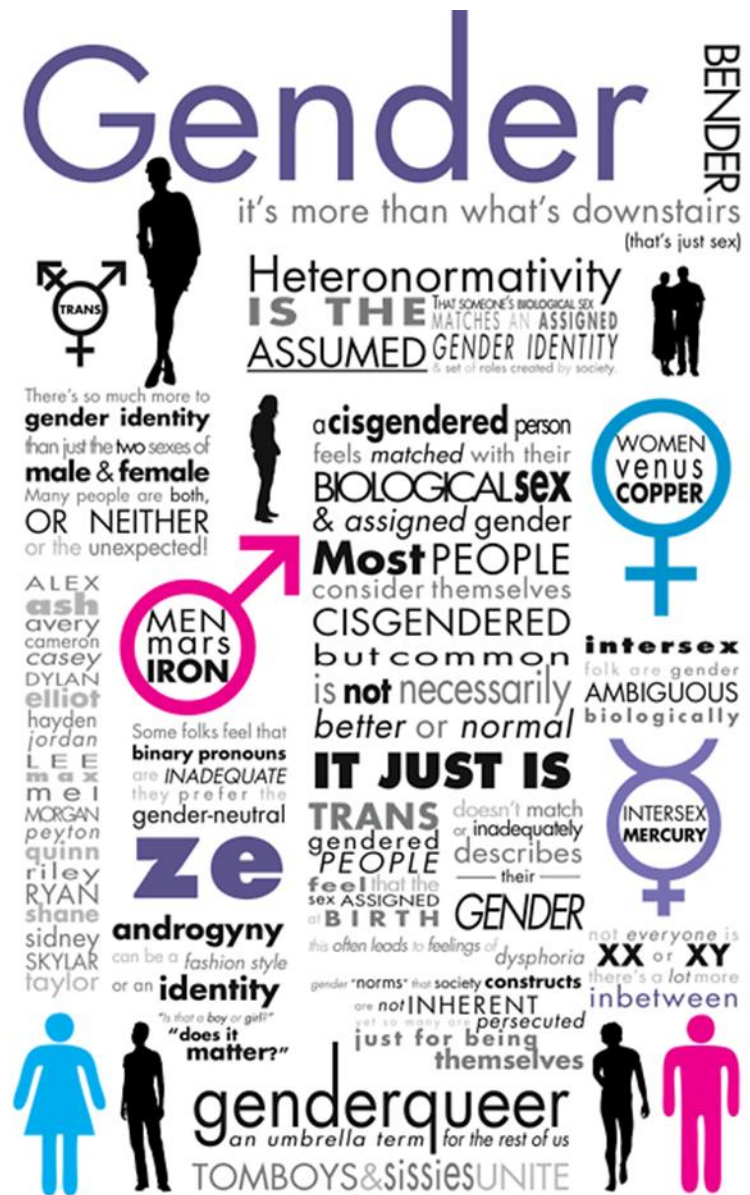 Gender
BENDER
it's more than what's downstairs
(that's just sex)
TRANS
Heteronormativity
IS THE
THAT SOMEONE'S BIOLOGICAL SEX
MATCHES AN ASSIGNED
ASSUMED
GENDER IDENTITY
& set of roles created by society.
There's so much more to
gender identity
than just the two sexes of
male & female
Many people are both,
OR NEITHER
or the unexpected!
a cisgendered person
feels matched with their
BIOLOGICAL sex
& assigned gender
Most PEOPLE
consider themselves
CISGENDERED
but common
is not necessarily
better or normal
IT JUST IS
WOMEN
venus
COPPER
ALEX
ash
avery
cameron
casey
DYLAN
elliot
hayden
jordan
LEE
max
mel
MORGAN
peyton
quinn
riley
RYAN
shane
sidney
SKYLAR
taylor
MEN
mars
IRON
Some folks feel that
binary pronouns
are INADEQUATE
they prefer the
gender-neutral
ze
androgyny
can be a fashion style
or an identity
"Is that a boy or girl?"
"does it
matter?"
TRANS
gendered
PEOPLE
feel that the
sex ASSIGNED
at BIRTH
doesn't match
or inadequately
describes
their
GENDER
this often leads to feelings of dysphoria
gender "norms" that society constructs
are not INHERENT
yet so many are persecuted
just for being
themselves
intersex
folk are gender
AMBIGUOUS
biologically
INTERSEX
MERCURY
not everyone is
XX or XY
there's a lot more
inbetween
genderqueer
an umbrella term for the rest of us
TOMBOYS&sissiesUNITE